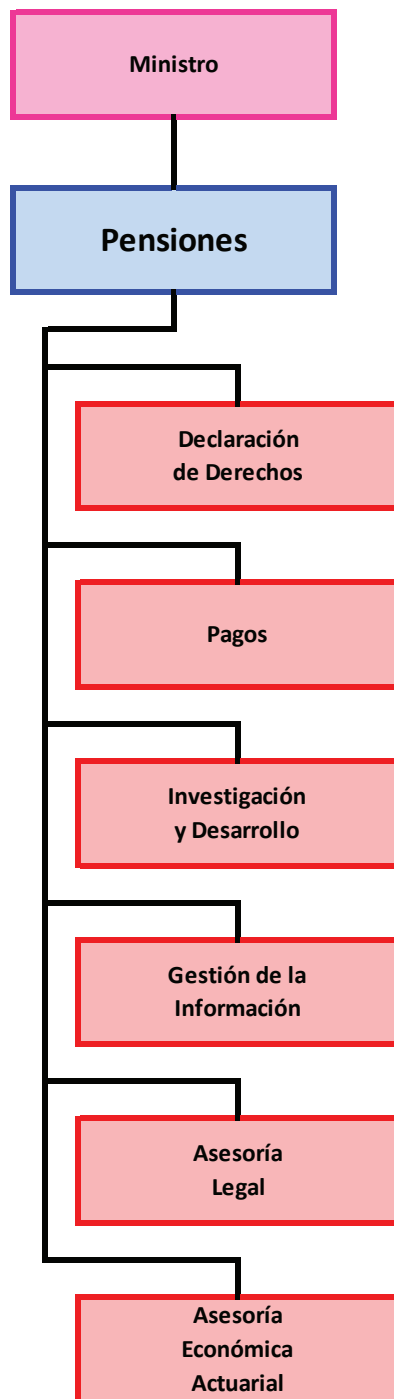 Ministro
Pensiones
Declaración
de Derechos
Pagos
Investigación
y Desarrollo
Gestión de la
Información
Asesoría
Legal
Asesoría
Económica
Actuarial